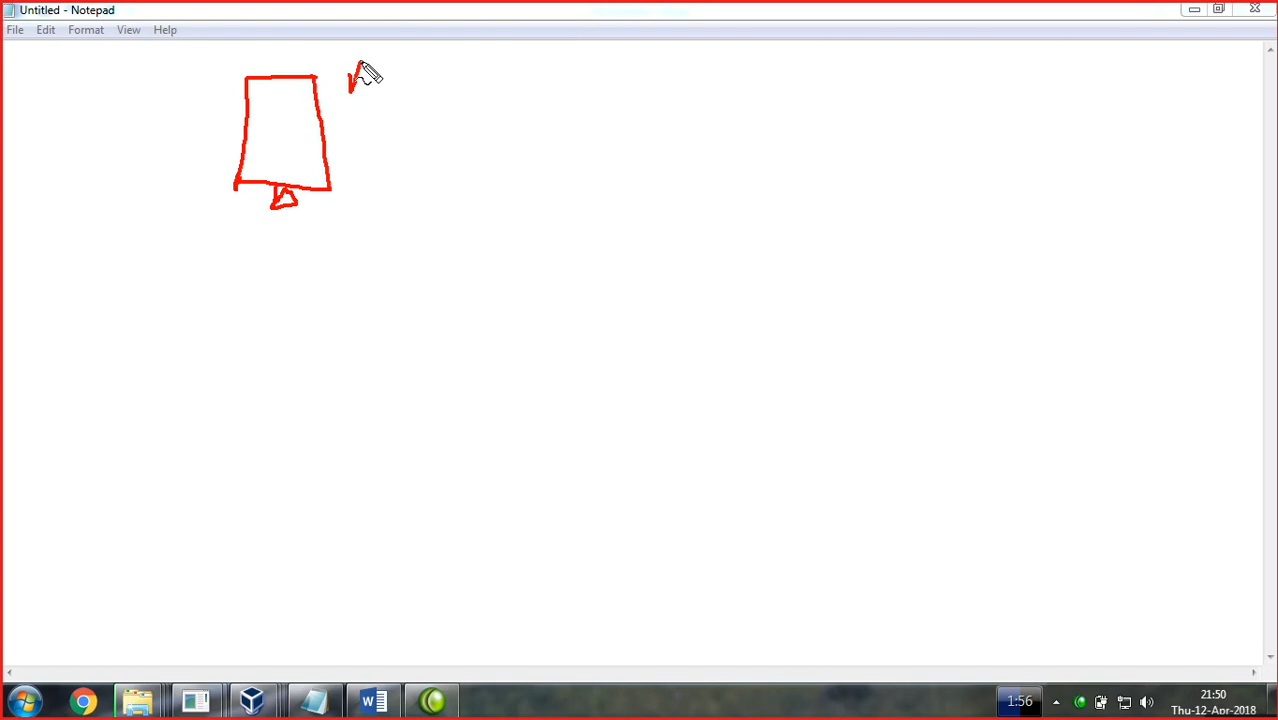 Untitled - Notepad
File Edit Format View Help
1:56
21:50
Thu-12-Apr-2018